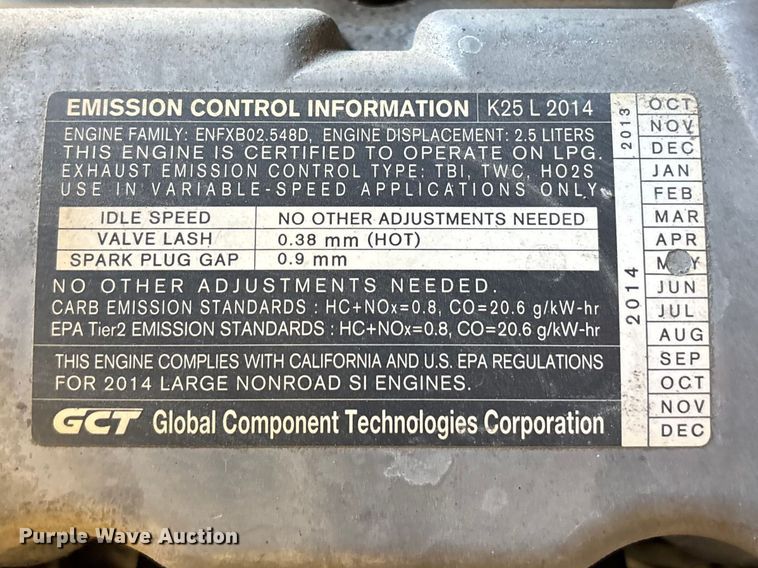 EMISSION CONTROL INFORMATION K25 L 2014
ENGINE FAMILY: ENFXB02.548D, ENGINE DISPLACEMENT: 2.5 LITERS
THIS ENGINE IS CERTIFIED TO OPERATE ON LPG.
EXHAUST EMISSION CONTROL TYPE: TBI, TWC, HO2S
USE IN VARIABLE-SPEED APPLICATIONS ONLY
IDLE SPEED NO OTHER ADJUSTMENTS NEEDED
VALVE LASH 0.38 mm (HOT)
SPARK PLUG GAP 0.9 mm
NO OTHER ADJUSTMENTS NEEDED.
CARB EMISSION STANDARDS : HC+NOx=0.8, CO=20.6 g/kW-hr
EPA Tier2 EMISSION STANDARDS : HC+NOx=0.8, CO=20.6 g/kW-hr
THIS ENGINE COMPLIES WITH CALIFORNIA AND U.S. EPA REGULATIONS
FOR 2014 LARGE NONROAD SI ENGINES.
GCT Global Component Technologies Corporation
2013
OCT
NOV
DEC
2014
JAN
FEB
MAR
APR
MAY
JUN
JUL
AUG
SEP
OCT
NOV
DEC
Purple Wave Auction